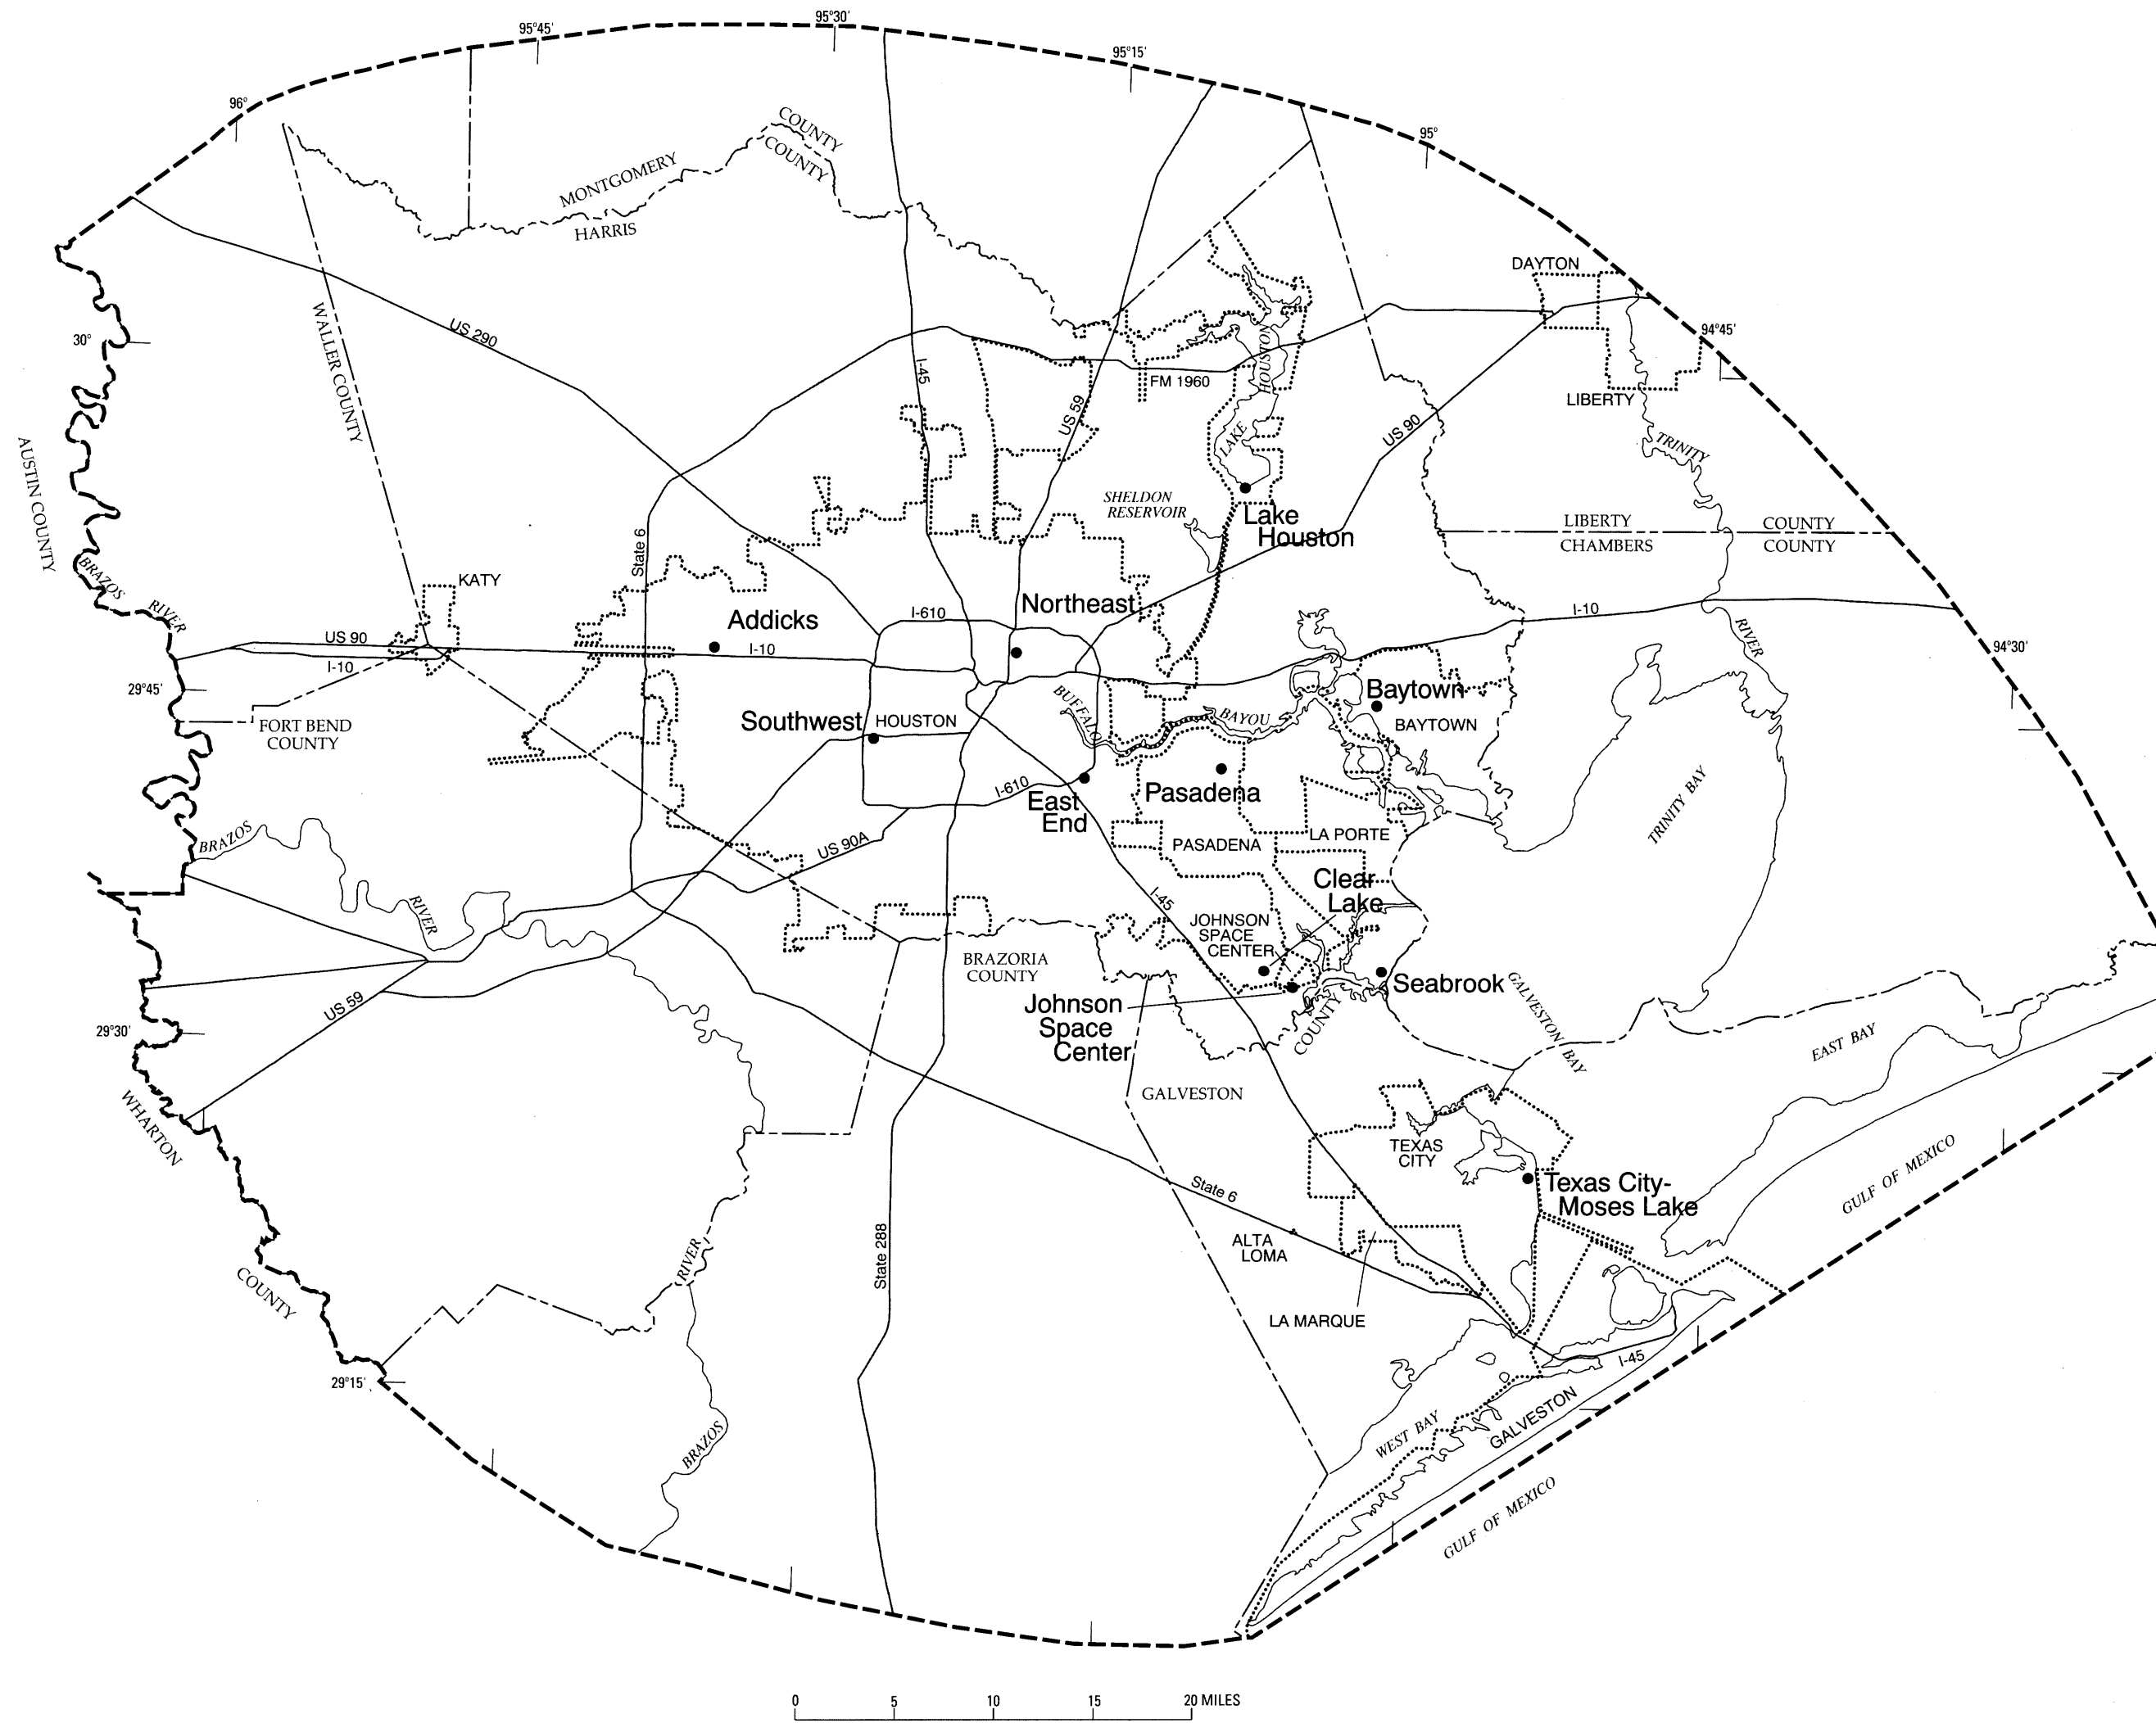 95°30'
95°45'
95°15'
96°
95°
COUNTY
COUNTY
MONTGOMERY
HARRIS
DAYTON
WALLER COUNTY
US 290
30°
94°45'
I-45
HOUSTON
FM 1960
LIBERTY
US 59
LAKE
US 90
TRINITY
AUSTIN COUNTY
SHELDON
RESERVOIR
Lake
Houston
LIBERTY
COUNTY
CHAMBERS
COUNTY
State 6
BRAZOS
RIVER
KATY
Northeast
I-610
I-10
Addicks
US 90
I-10
I-10
RIVER
94°30'
29°45'
Baytown
BUFFALO
BAYOU
BAYTOWN
Southwest
HOUSTON
FORT BEND
COUNTY
I-610
East
End
Pasadena
TRINITY BAY
BRAZOS
US 90A
PASADENA
LA PORTE
Clear
Lake
RIVER
I-45
JOHNSON
SPACE
CENTER
BRAZORIA
COUNTY
Seabrook
US 59
Johnson
Space
Center
COUNTY
GALVESTON BAY
29°30'
EAST BAY
GALVESTON
WHARTON
TEXAS
CITY
State 6
Texas City-
Moses Lake
GULF OF MEXICO
State 288
RIVER
ALTA
LOMA
COUNTY
LA MARQUE
I-45
29°15'
WEST BAY
GALVESTON
BRAZOS
GULF OF MEXICO
0 5 10 15 20 MILES